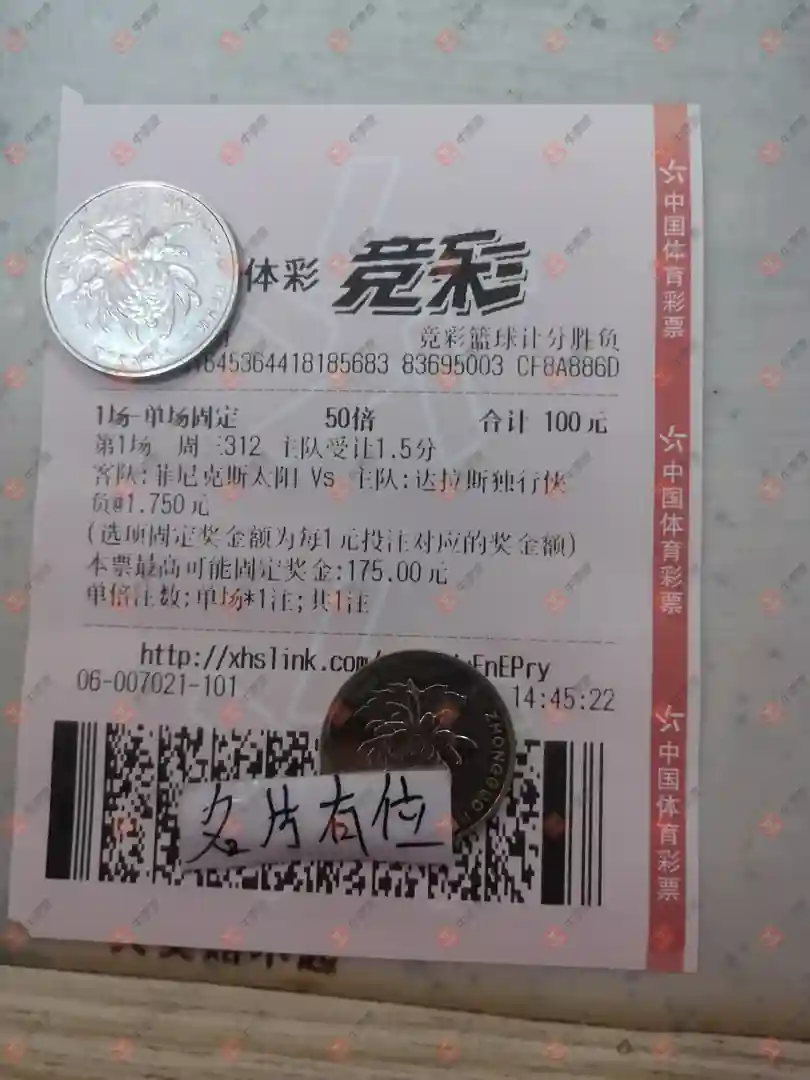 体彩 竞彩
竞彩篮球让分胜负
645364418185683 83695003 CF8A886D
1场-单场固定 50倍 合计 100元
第1场 周三312 主队受让1.5分
客队:菲尼克斯太阳 Vs 主队:达拉斯独行侠
负@1.750元
(选项固定奖金额为每1元投注对应的奖金额)
本票最高可能固定奖金:175.00元
单倍注数:单场*1注;共1注
http://xhslink.com/ FnEPry
06-007021-101 14:45:22
ZHONGGUO
名片有位
中国体育彩票
中国体育彩票
中国体育彩票